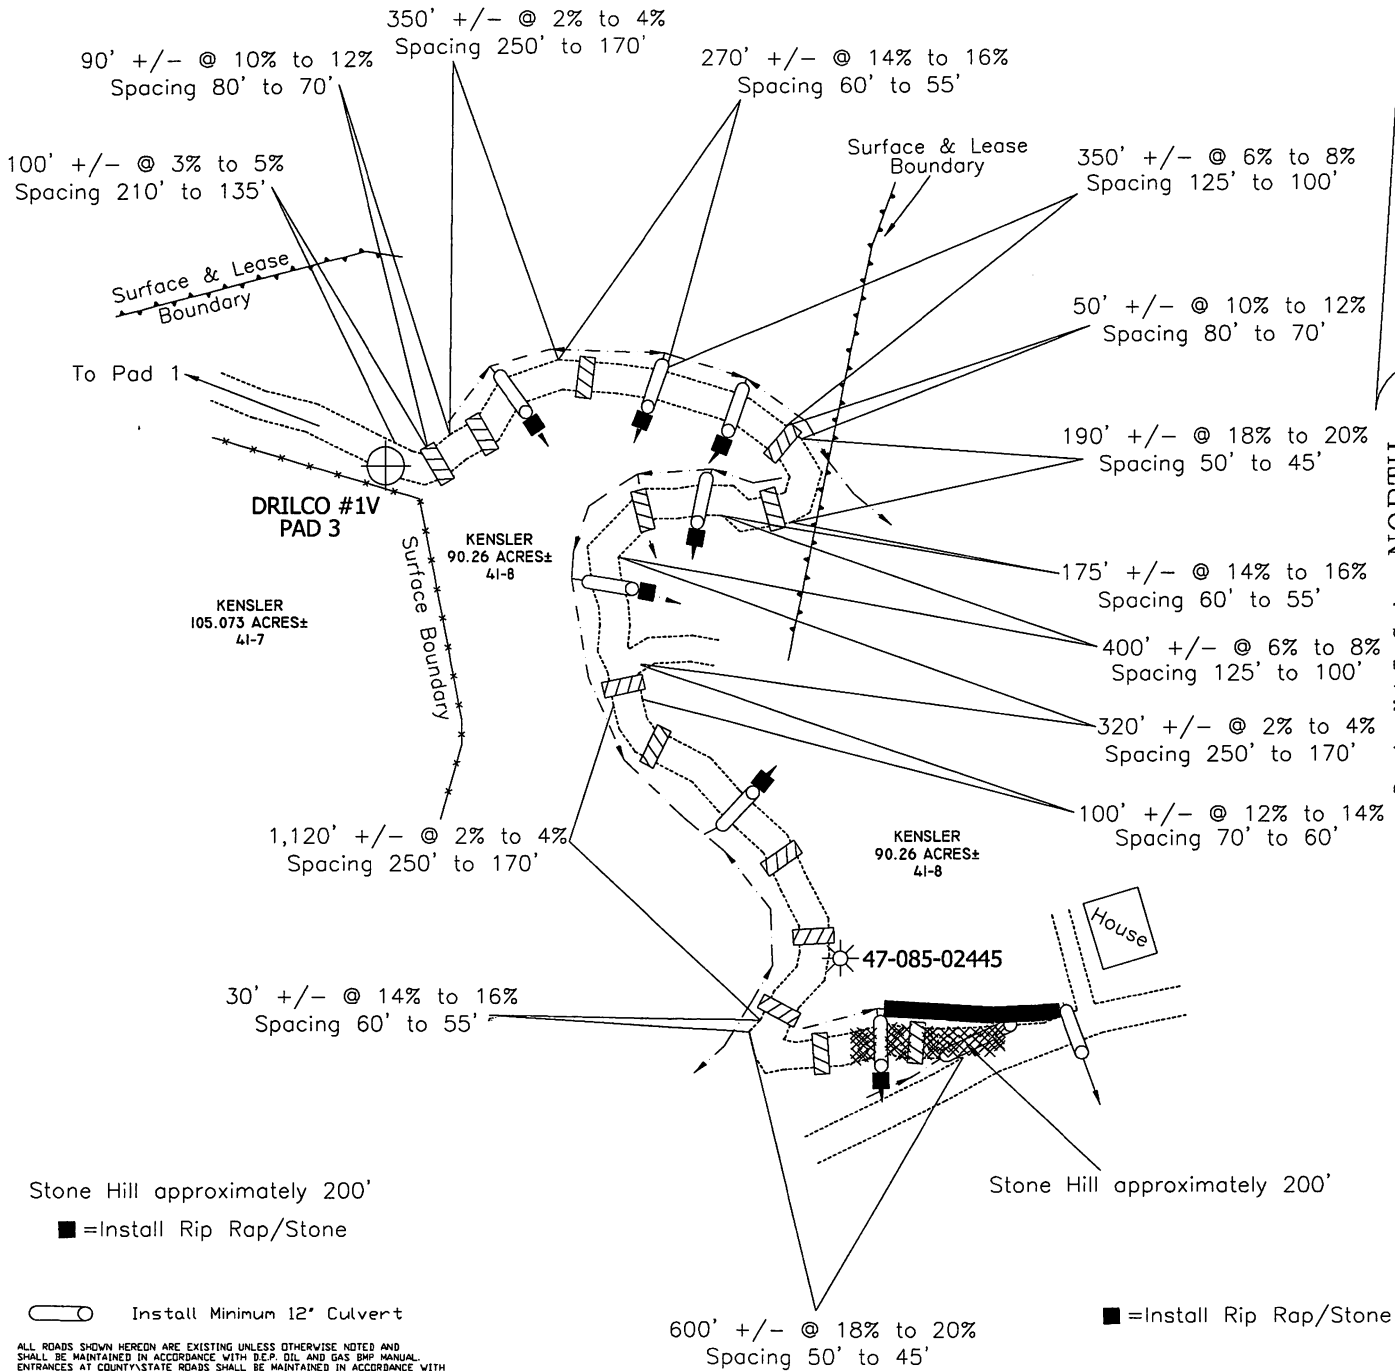 350' +/- @ 2% to 4%
Spacing 250' to 170'
90' +/- @ 10% to 12%
Spacing 80' to 70'
270' +/- @ 14% to 16%
Spacing 60' to 55'
100' +/- @ 3% to 5%
Spacing 210' to 135'
Surface & Lease
Boundary
350' +/- @ 6% to 8%
Spacing 125' to 100'
Surface & Lease
Boundary
50' +/- @ 10% to 12%
Spacing 80' to 70'
To Pad 1
190' +/- @ 18% to 20%
Spacing 50' to 45'
NORTH
DRILCO #1V
PAD 3
KENSLER
90.26 ACRES±
41-8
Surface Boundary
KENSLER
105.073 ACRES±
41-7
175' +/- @ 14% to 16%
Spacing 60' to 55'
400' +/- @ 6% to 8%
Spacing 125' to 100'
320' +/- @ 2% to 4%
Spacing 250' to 170'
100' +/- @ 12% to 14%
Spacing 70' to 60'
1,120' +/- @ 2% to 4%
Spacing 250' to 170'
KENSLER
90.26 ACRES±
41-8
House
47-085-02445
30' +/- @ 14% to 16%
Spacing 60' to 55'
Stone Hill approximately 200'
=Install Rip Rap/Stone
Stone Hill approximately 200'
Install Minimum 12" Culvert
=Install Rip Rap/Stone
600' +/- @ 18% to 20%
Spacing 50' to 45'
ALL ROADS SHOWN HEREON ARE EXISTING UNLESS OTHERWISE NOTED AND
SHALL BE MAINTAINED IN ACCORDANCE WITH D.E.P. OIL AND GAS BMP MANUAL.
ENTRANCES AT COUNTY\STATE ROADS SHALL BE MAINTAINED IN ACCORDANCE WITH